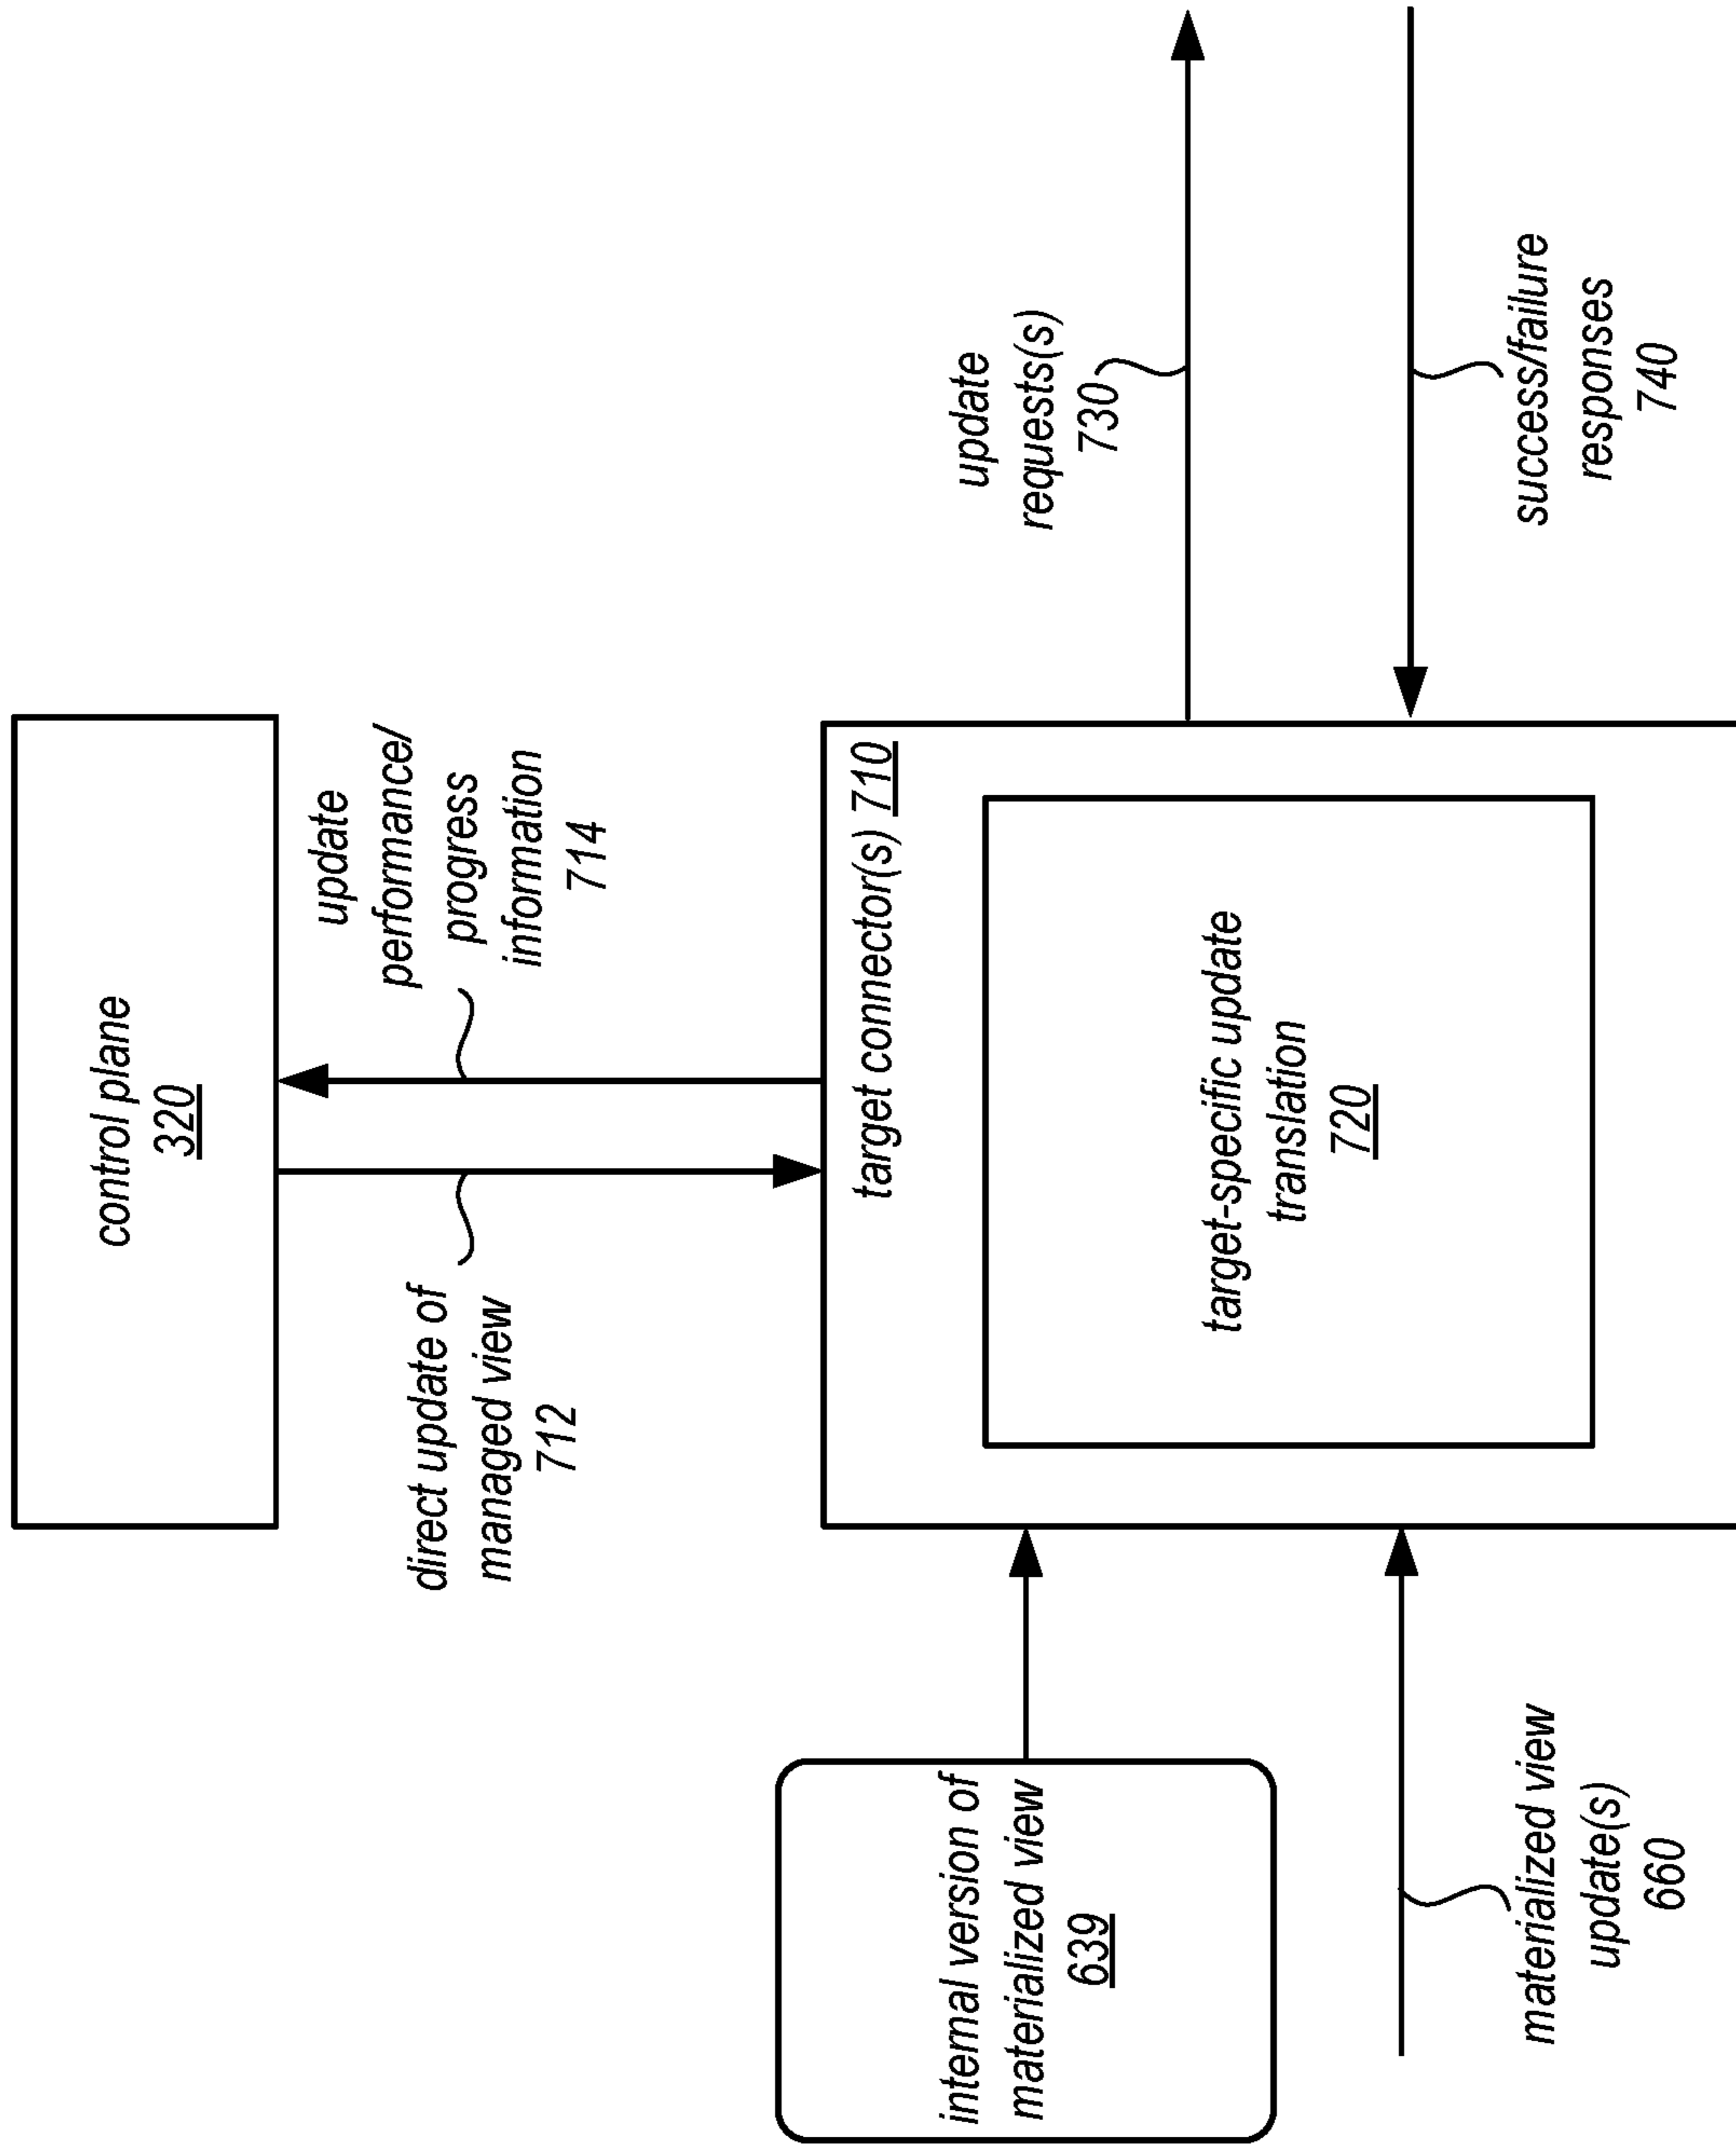 control plane
320
direct update of
managed view
712
update
performance/
progress
information
714
internal version of
materialized view
639
target connector(s) 710
target-specific update
translation
720
update
requests(s)
730
materialized view
update(s)
660
success/failure
responses
740